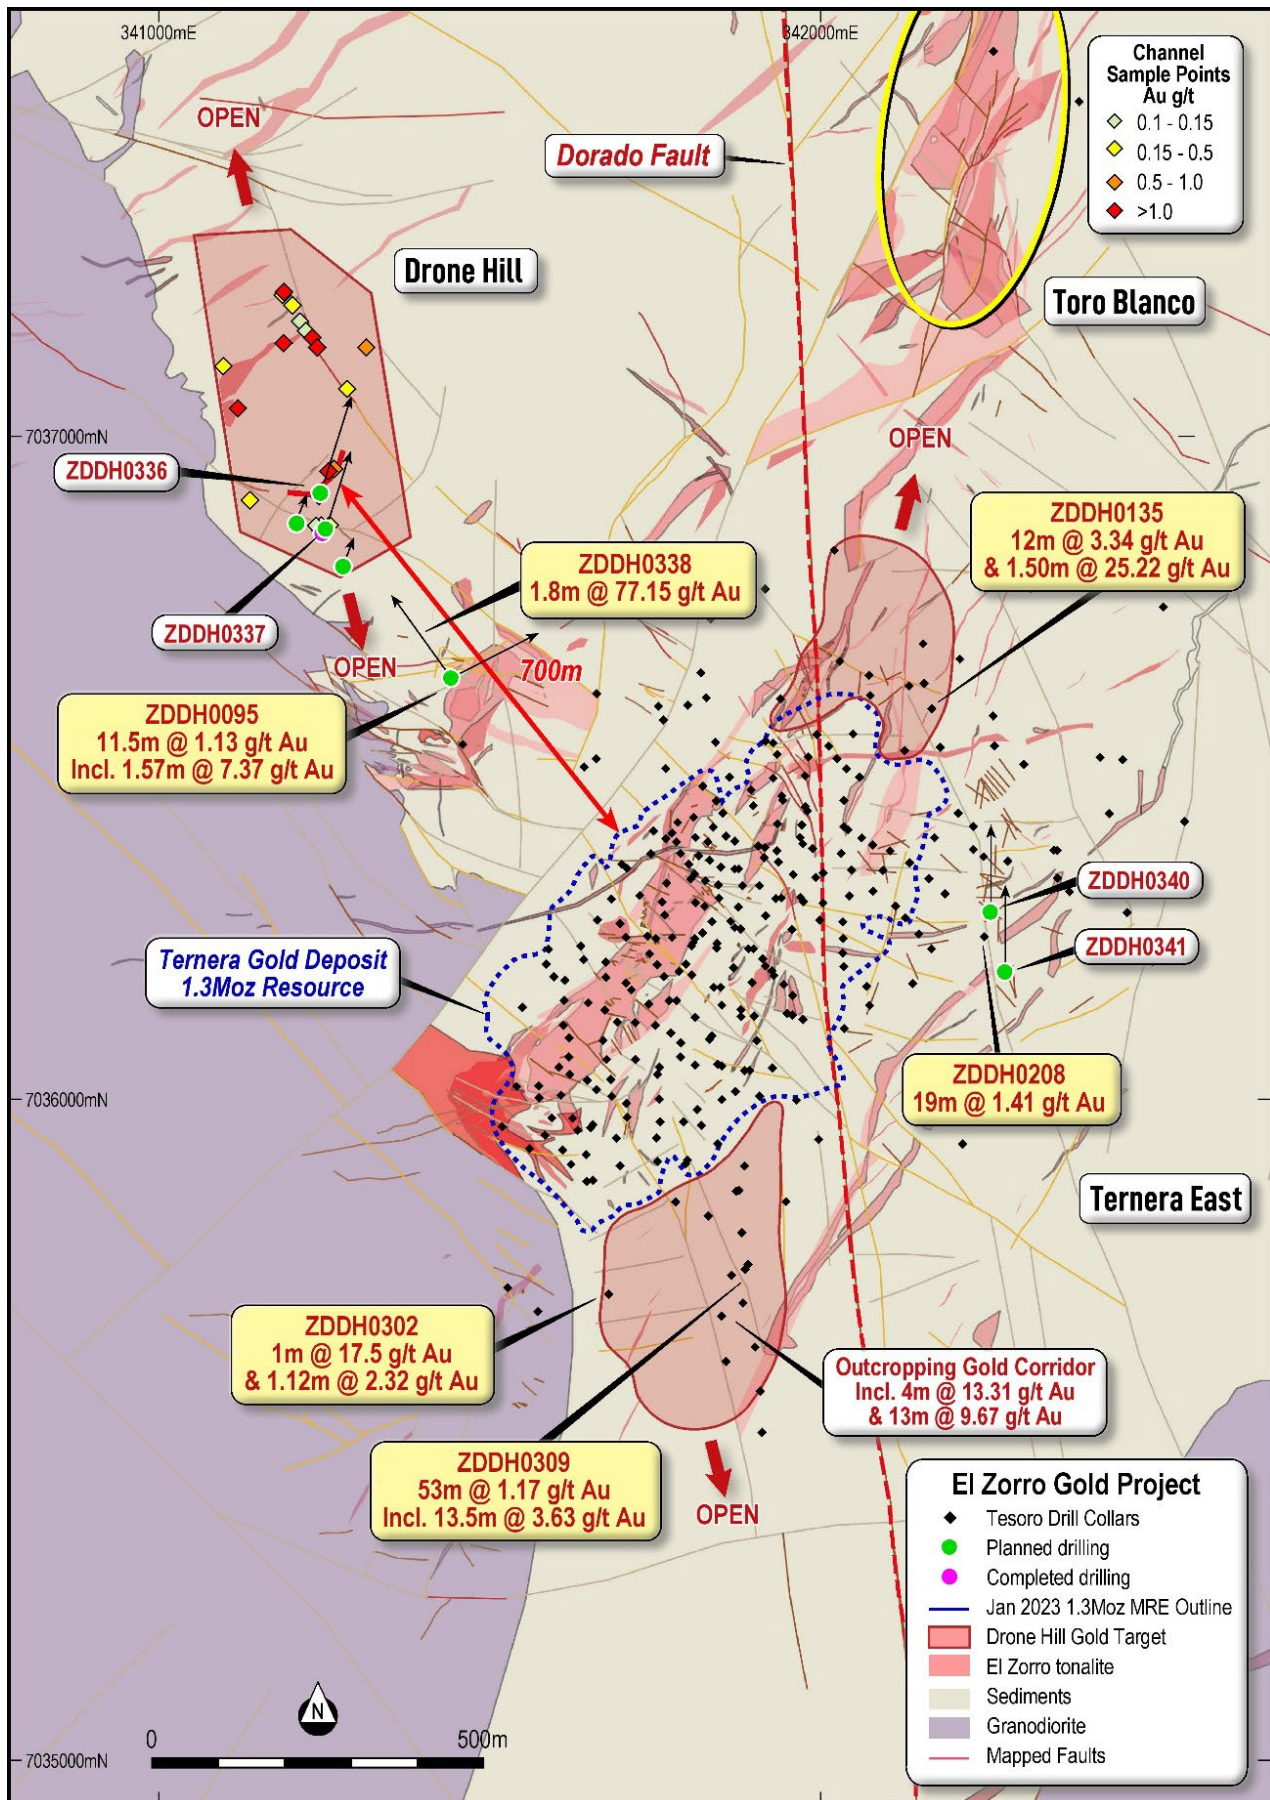 341000mE
342000mE
Channel
Sample Points
Au g/t
0.1 - 0.15
0.15 - 0.5
0.5 - 1.0
>1.0
OPEN
Dorado Fault
Drone Hill
Toro Blanco
7037000mN
OPEN
ZDDH0336
ZDDH0135
12m @ 3.34 g/t Au
& 1.50m @ 25.22 g/t Au
ZDDH0338
1.8m @ 77.15 g/t Au
ZDDH0337
OPEN
700m
ZDDH0095
11.5m @ 1.13 g/t Au
Incl. 1.57m @ 7.37 g/t Au
ZDDH0340
ZDDH0341
Ternera Gold Deposit
1.3Moz Resource
ZDDH0208
19m @ 1.41 g/t Au
7036000mN
Ternera East
ZDDH0302
1m @ 17.5 g/t Au
& 1.12m @ 2.32 g/t Au
Outcropping Gold Corridor
Incl. 4m @ 13.31 g/t Au
& 13m @ 9.67 g/t Au
ZDDH0309
53m @ 1.17 g/t Au
Incl. 13.5m @ 3.63 g/t Au
OPEN
El Zorro Gold Project
Tesoro Drill Collars
Planned drilling
Completed drilling
Jan 2023 1.3Moz MRE Outline
Drone Hill Gold Target
El Zorro tonalite
Sediments
Granodiorite
Mapped Faults
N
0
500m
7035000mN